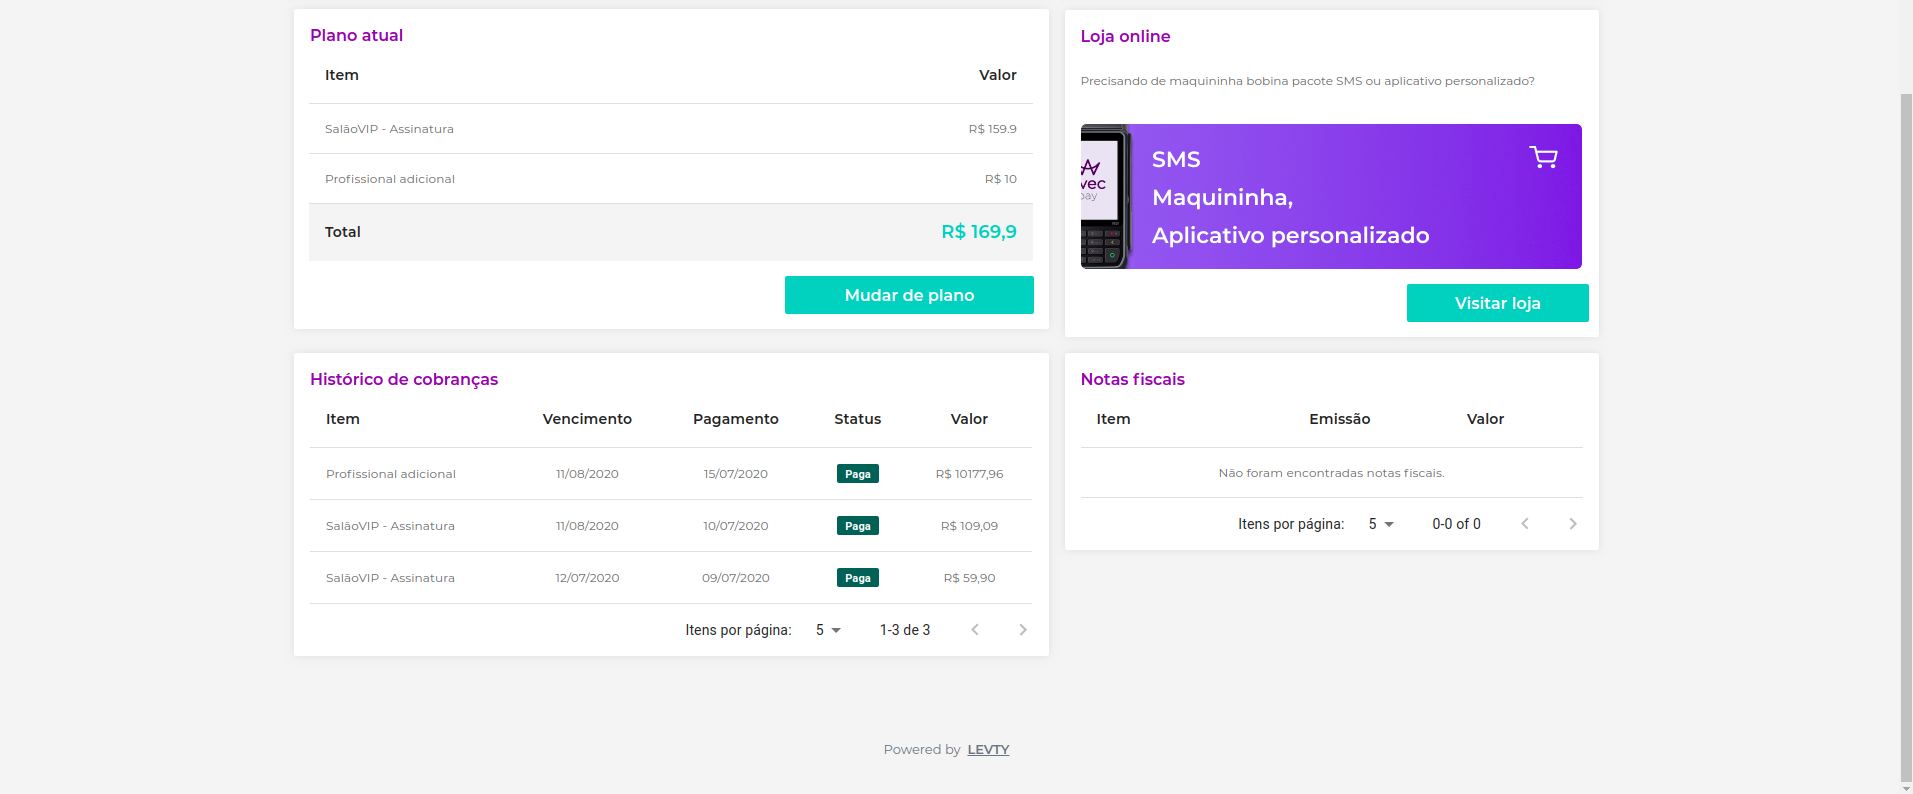 Plano atual
Item Valor
SalãoVIP - Assinatura R$ 159.9
Profissional adicional R$ 10
Total R$ 169,9
Mudar de plano
Loja online
Precisando de maquininha bobina pacote SMS ou aplicativo personalizado?
vec
pay
SMS
Maquininha,
Aplicativo personalizado
Visitar loja
Histórico de cobranças
Item Vencimento Pagamento Status Valor
Profissional adicional 11/08/2020 15/07/2020 Paga R$ 10177,96
SalãoVIP - Assinatura 11/08/2020 10/07/2020 Paga R$ 109,09
SalãoVIP - Assinatura 12/07/2020 09/07/2020 Paga R$ 59,90
Itens por página: 5 1-3 de 3
Notas fiscais
Item Emissão Valor
Não foram encontradas notas fiscais.
Itens por página: 5 0-0 of 0
Powered by LEVTY